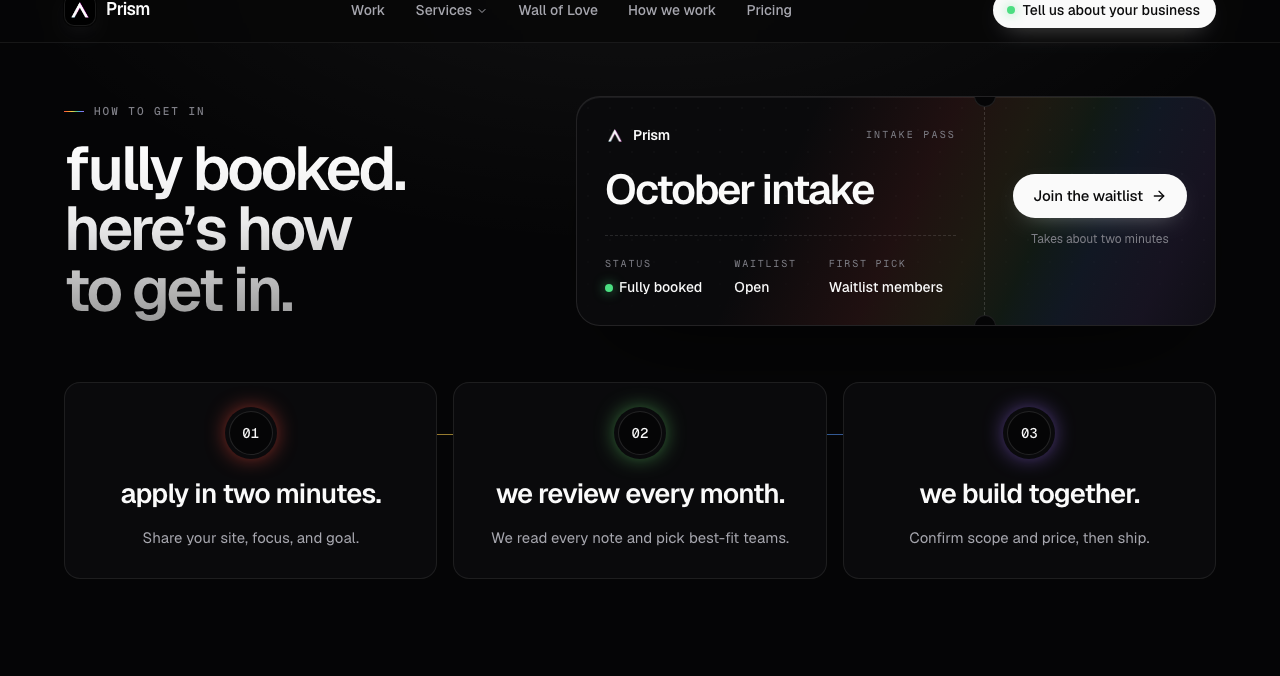 Prism
Work
Services
Wall of Love
How we work
Pricing
Tell us about your business
HOW TO GET IN
fully booked.
here’s how
to get in.
Prism
INTAKE PASS
October intake
STATUS
WAITLIST
FIRST PICK
Fully booked
Open
Waitlist members
Join the waitlist
Takes about two minutes
01
apply in two minutes.
Share your site, focus, and goal.
02
we review every month.
We read every note and pick best-fit teams.
03
we build together.
Confirm scope and price, then ship.